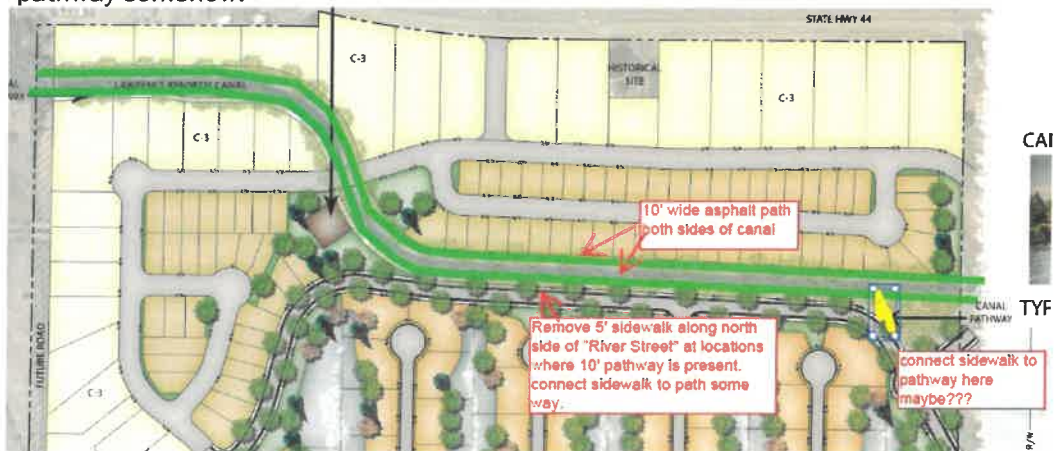 pathway somehow.
STATE HWY 44
C-3
HISTORICAL
SITE
C-3
CANAL
C-3
CAI
10' wide asphalt path
both sides of canal
TYF
CANAL
PATHWAY
Remove 5' sidewalk along north
side of "River Street" at locations
where 10' pathway is present.
connect sidewalk to path some
way.
connect sidewalk to
pathway here
maybe???
FUTURE ROAD
C-3
R/W